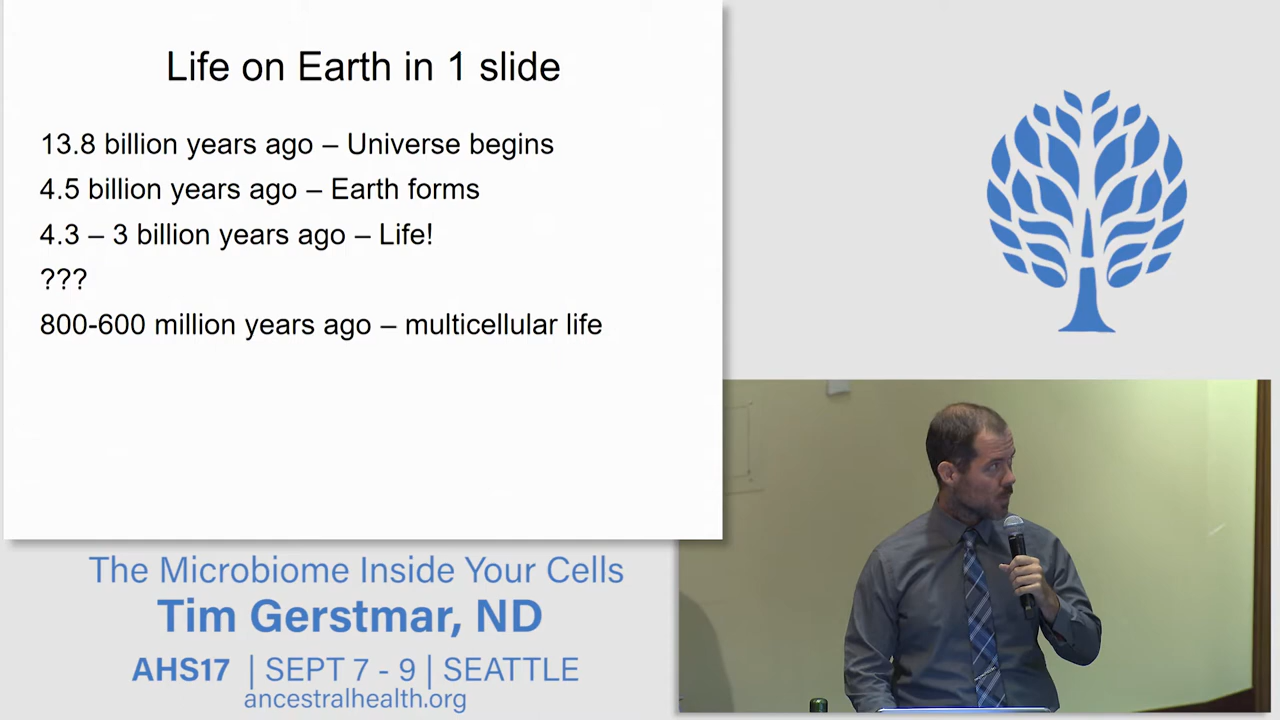 Life on Earth in 1 slide
13.8 billion years ago – Universe begins
4.5 billion years ago – Earth forms
4.3 – 3 billion years ago – Life!
???
800-600 million years ago – multicellular life
The Microbiome Inside Your Cells
Tim Gerstmar, ND
AHS17 | SEPT 7 - 9 | SEATTLE
ancestralhealth.org